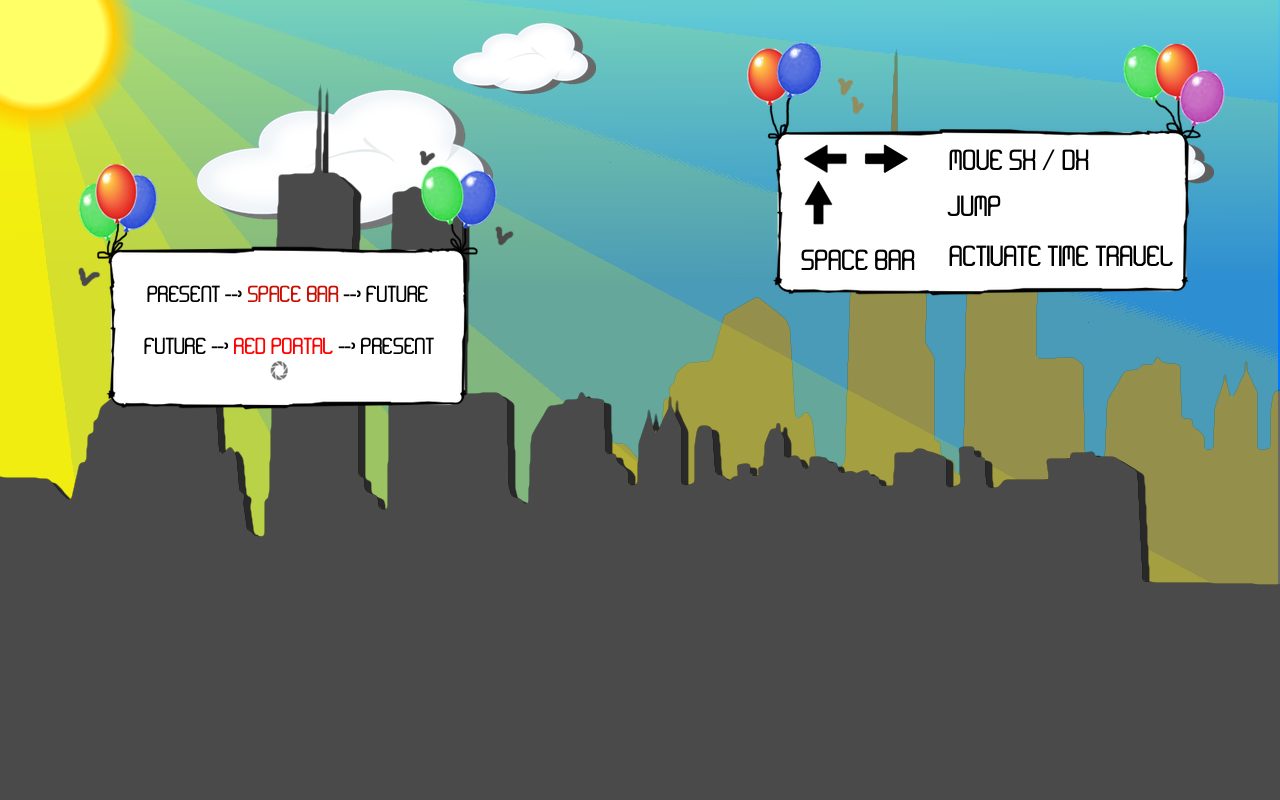 PRESENT --> SPACE BAR --> FUTURE
FUTURE --> RED PORTAL --> PRESENT
MOVE SX / DX
JUMP
SPACE BAR ACTIVATE TIME TRAVEL